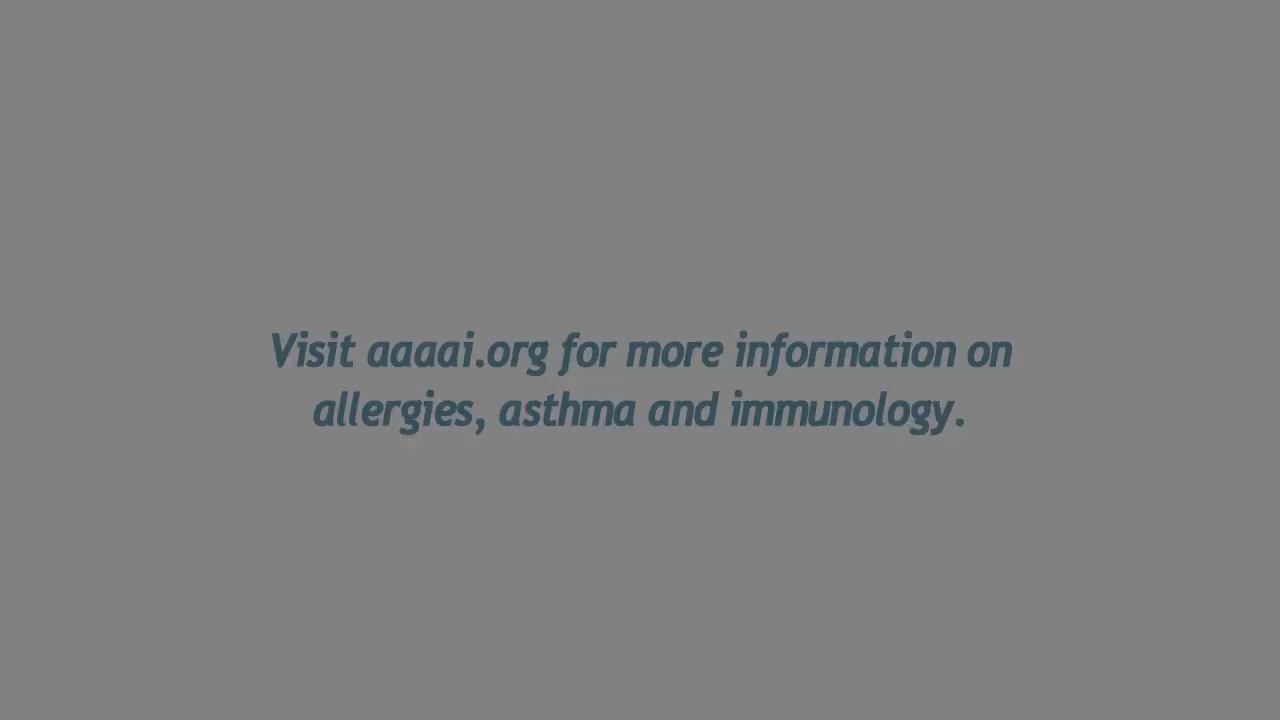 Visit aaaai.org for more information on
allergies, asthma and immunology.